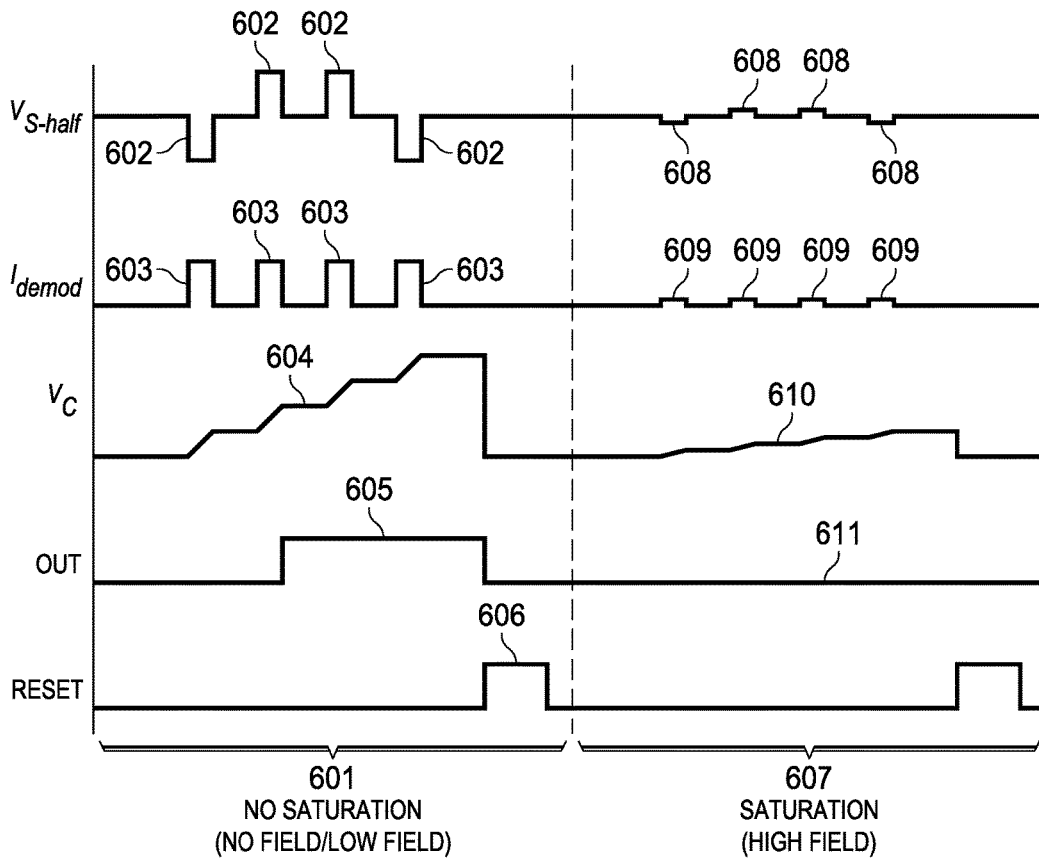 602 602 608 608
V_S-half
602 602 608 608
603 603
I_demod 603 603 609 609 609 609
604
V_C 610
605
OUT 611
606
RESET
601 607
NO SATURATION SATURATION
(NO FIELD/LOW FIELD) (HIGH FIELD)